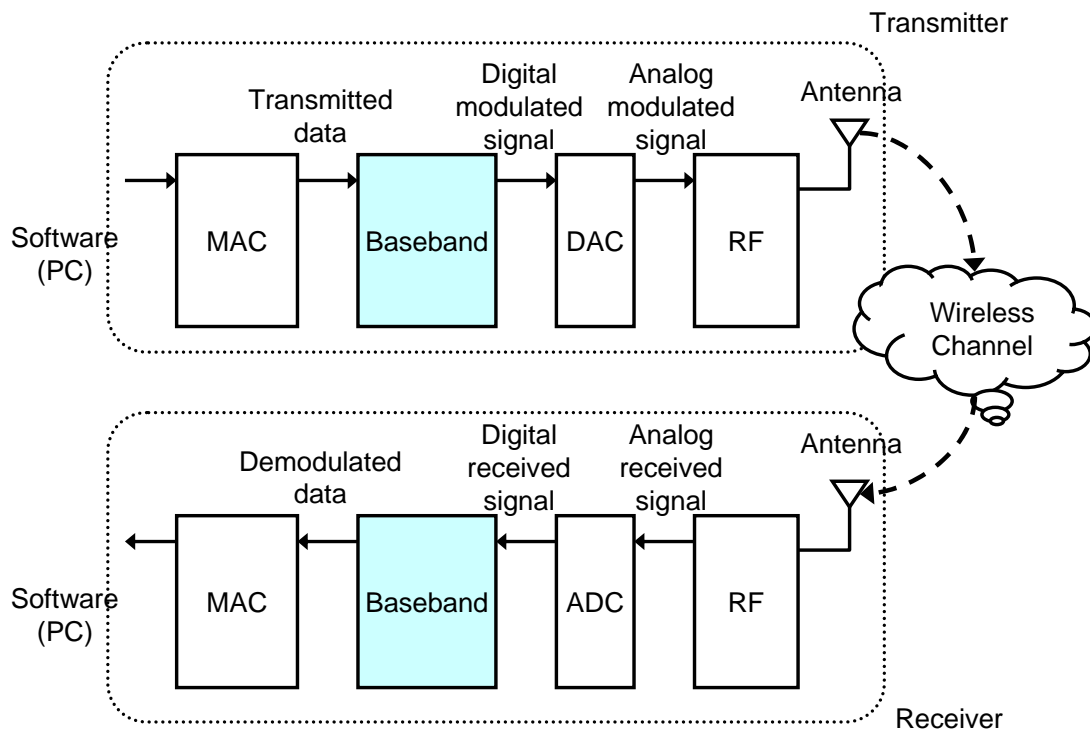 Transmitter
Digital
modulated
signal
Analog
modulated
signal
Antenna
Transmitted
data
Software
(PC)
MAC
Baseband
DAC
RF
Wireless
Channel
Digital
received
signal
Analog
received
signal
Antenna
Demodulated
data
Software
(PC)
MAC
Baseband
ADC
RF
Receiver